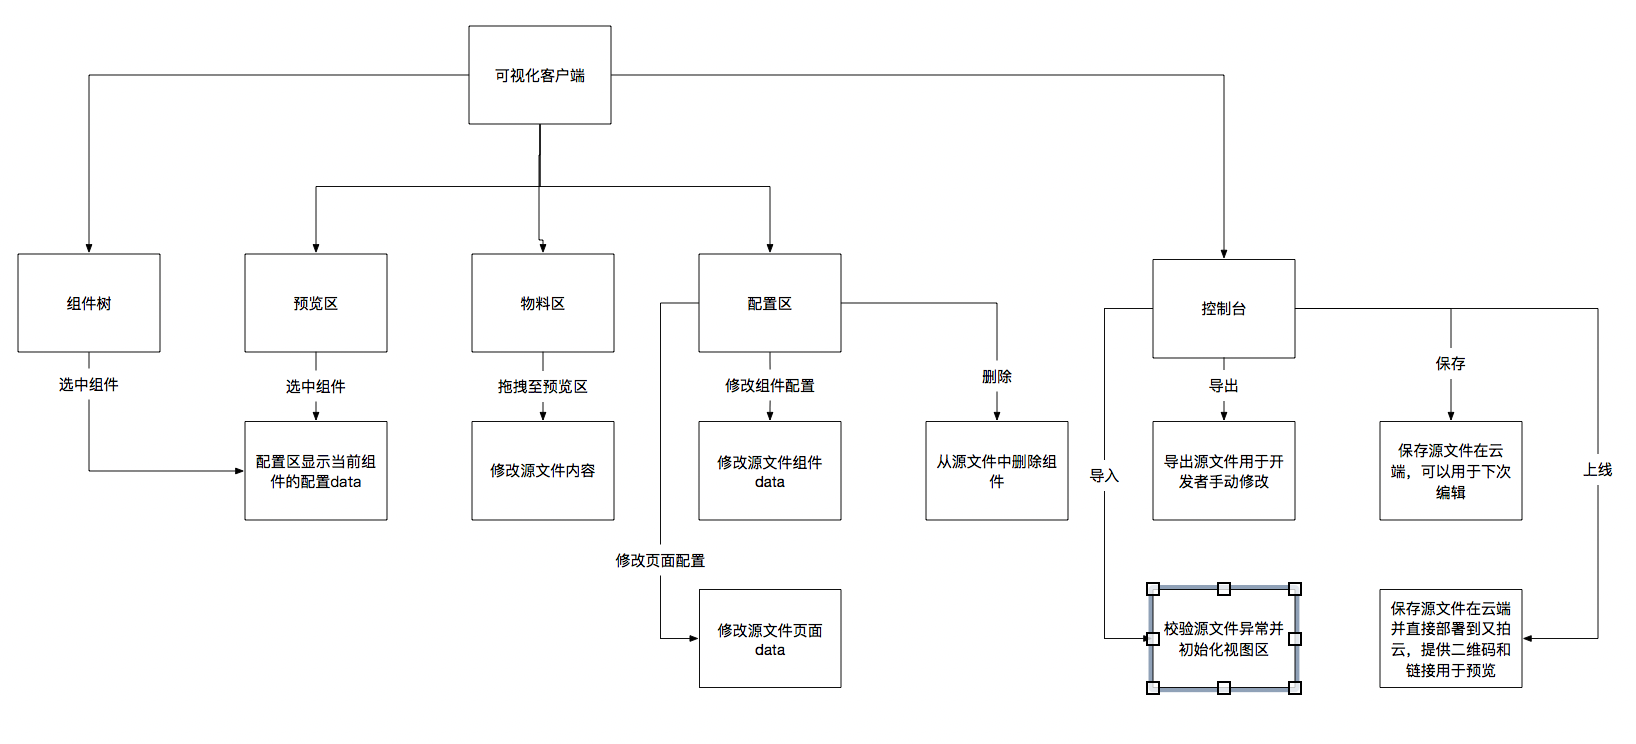 可视化客户端
组件树
预览区
物料区
配置区
控制台
选中组件
选中组件
拖拽至预览区
修改组件配置
删除
导出
保存
配置区显示当前组
件的配置data
修改源文件内容
修改源文件组件
data
从源文件中删除组
件
导入
导出源文件用于开
发者手动修改
保存源文件在云
端，可以用于下次
编辑
上线
修改页面配置
修改源文件页面
data
校验源文件异常并
初始化视图区
保存源文件在云端
并直接部署到又拍
云，提供二维码和
链接用于预览